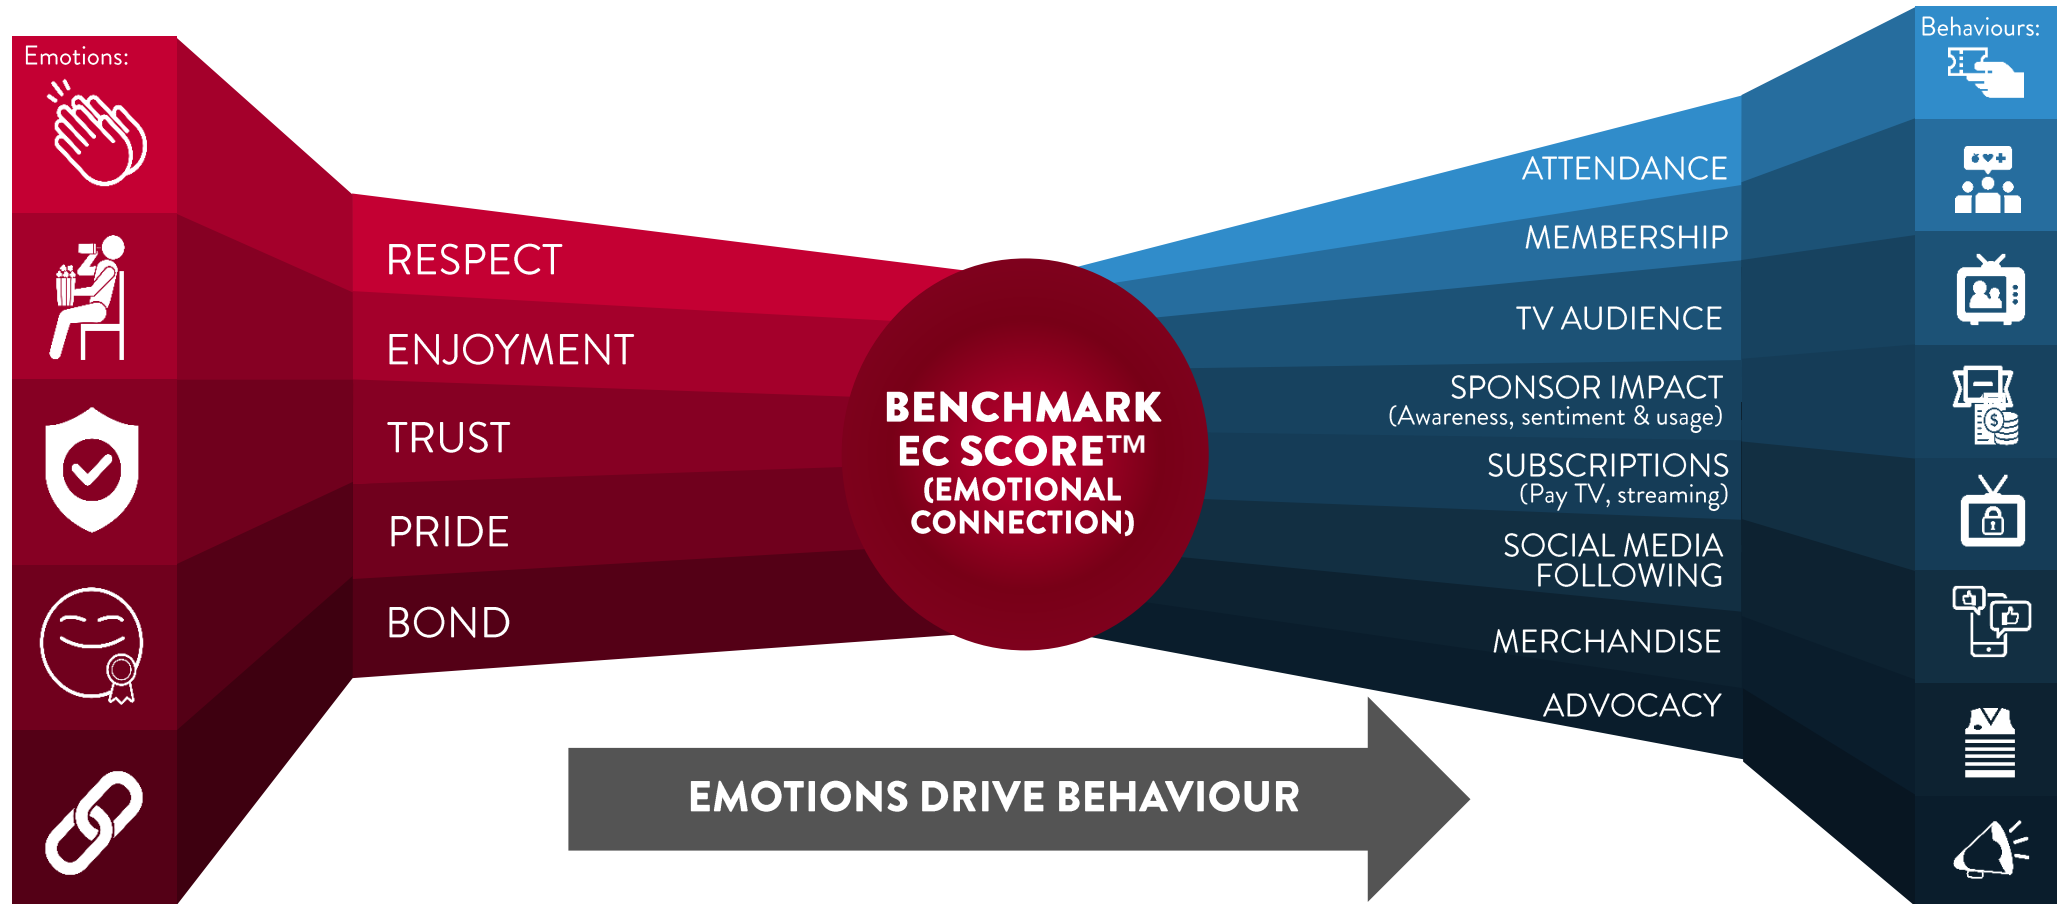 Emotions:
RESPECT
ENJOYMENT
TRUST
PRIDE
BOND
BENCHMARK
EC SCORE™
(EMOTIONAL
CONNECTION)
Behaviours:
ATTENDANCE
MEMBERSHIP
TV AUDIENCE
SPONSOR IMPACT
(Awareness, sentiment & usage)
SUBSCRIPTIONS
(Pay TV, streaming)
SOCIAL MEDIA
FOLLOWING
MERCHANDISE
ADVOCACY
EMOTIONS DRIVE BEHAVIOUR